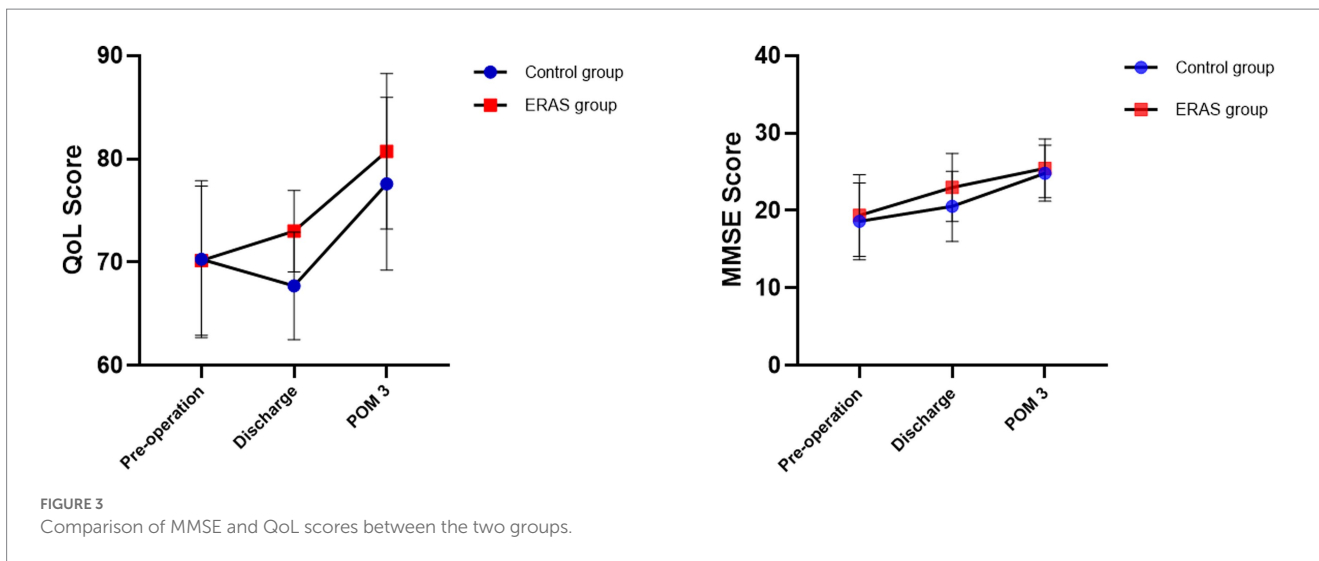 90
80
70
60
QoL Score
Pre-operation
Discharge
POM 3
Control group
ERAS group
40
30
20
10
0
MMSE Score
Pre-operation
Discharge
POM 3
Control group
ERAS group
FIGURE 3
Comparison of MMSE and QoL scores between the two groups.